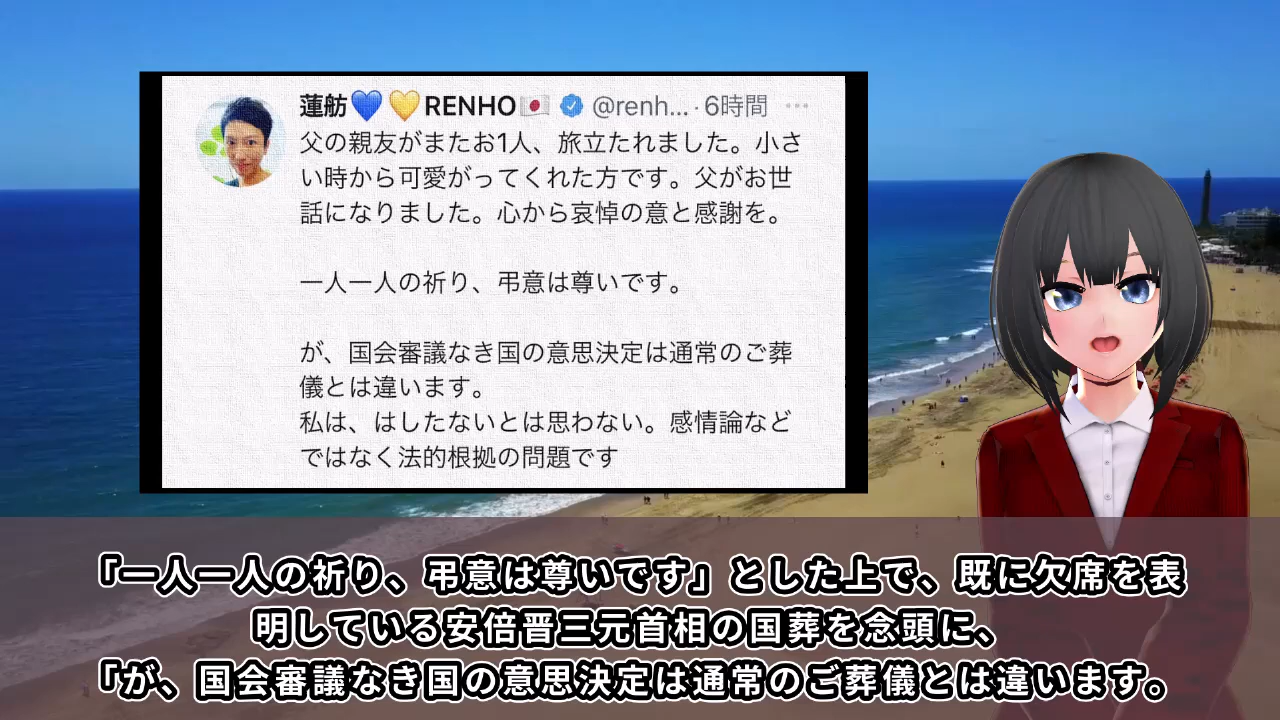 蓮舫💙💛RENHO🇯🇵 @renh... · 6時間 ···
父の親友がまたお1人、旅立たれました。小さ
い時から可愛がってくれた方です。父がお世
話になりました。心から哀悼の意と感謝を。
一人一人の祈り、弔意は尊いです。
が、国会審議なき国の意思決定は通常のご葬
儀とは違います。
私は、はしたないとは思わない。感情論など
ではなく法的根拠の問題です
「一人一人の祈り、弔意は尊いです」とした上で、既に欠席を表
明している安倍晋三元首相の国葬を念頭に、
「が、国会審議なき国の意思決定は通常のご葬儀とは違います。